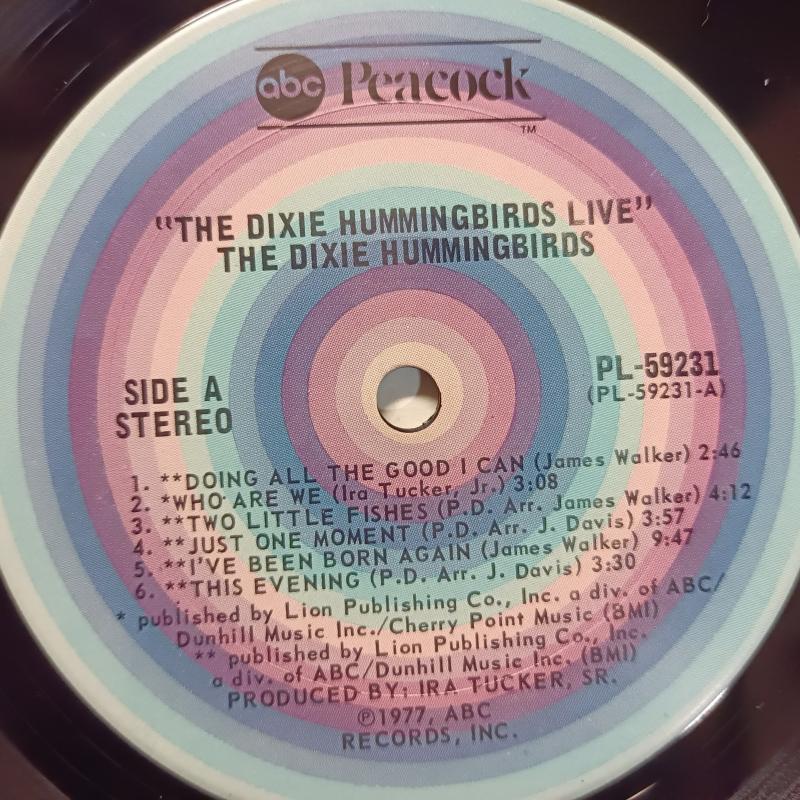 abc Peacock
TM
"THE DIXIE HUMMINGBIRDS LIVE"
THE DIXIE HUMMINGBIRDS
SIDE A
STEREO
PL-59231
(PL-59231-A)
1. **DOING ALL THE GOOD I CAN (James Walker) 2:46
2. *WHO ARE WE (Ira Tucker, Jr.) 3:08
3. **TWO LITTLE FISHES (P.D. Arr. James Walker) 4:12
4. **JUST ONE MOMENT (P.D. Arr. J. Davis) 3:57
5. **I'VE BEEN BORN AGAIN (James Walker) 9:47
6. **THIS EVENING (P.D. Arr. J. Davis) 3:30
* published by Lion Publishing Co., Inc. a div. of ABC/
Dunhill Music Inc./Cherry Point Music (BMI)
** published by Lion Publishing Co., Inc.
a div. of ABC/Dunhill Music Inc. (BMI)
PRODUCED BY: IRA TUCKER, SR.
℗1977, ABC
RECORDS, INC.